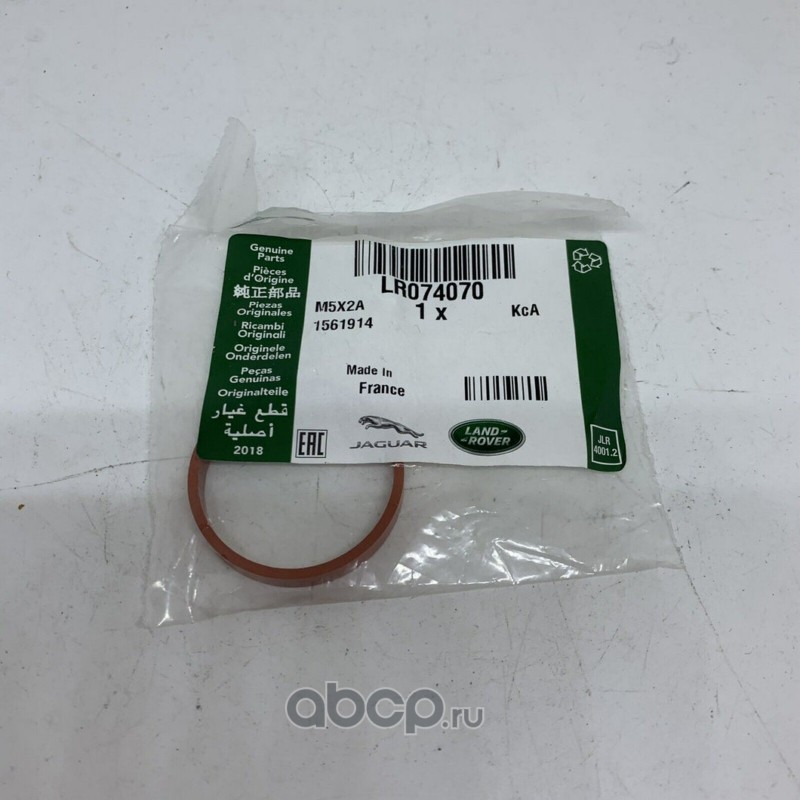 Genuine
Parts
Pièces
d'Origine
純正部品
Piezas
Originales
Ricambi
Originali
Originele
Onderdelen
Peças
Genuinas
Originalteile
قطع غيار
أصلية
2018
LR074070
M5X2A
1 x
KcA
1561914
Made In
France
EAC
JAGUAR
LAND-
-ROVER
JLR
4001.2
abcp.ru